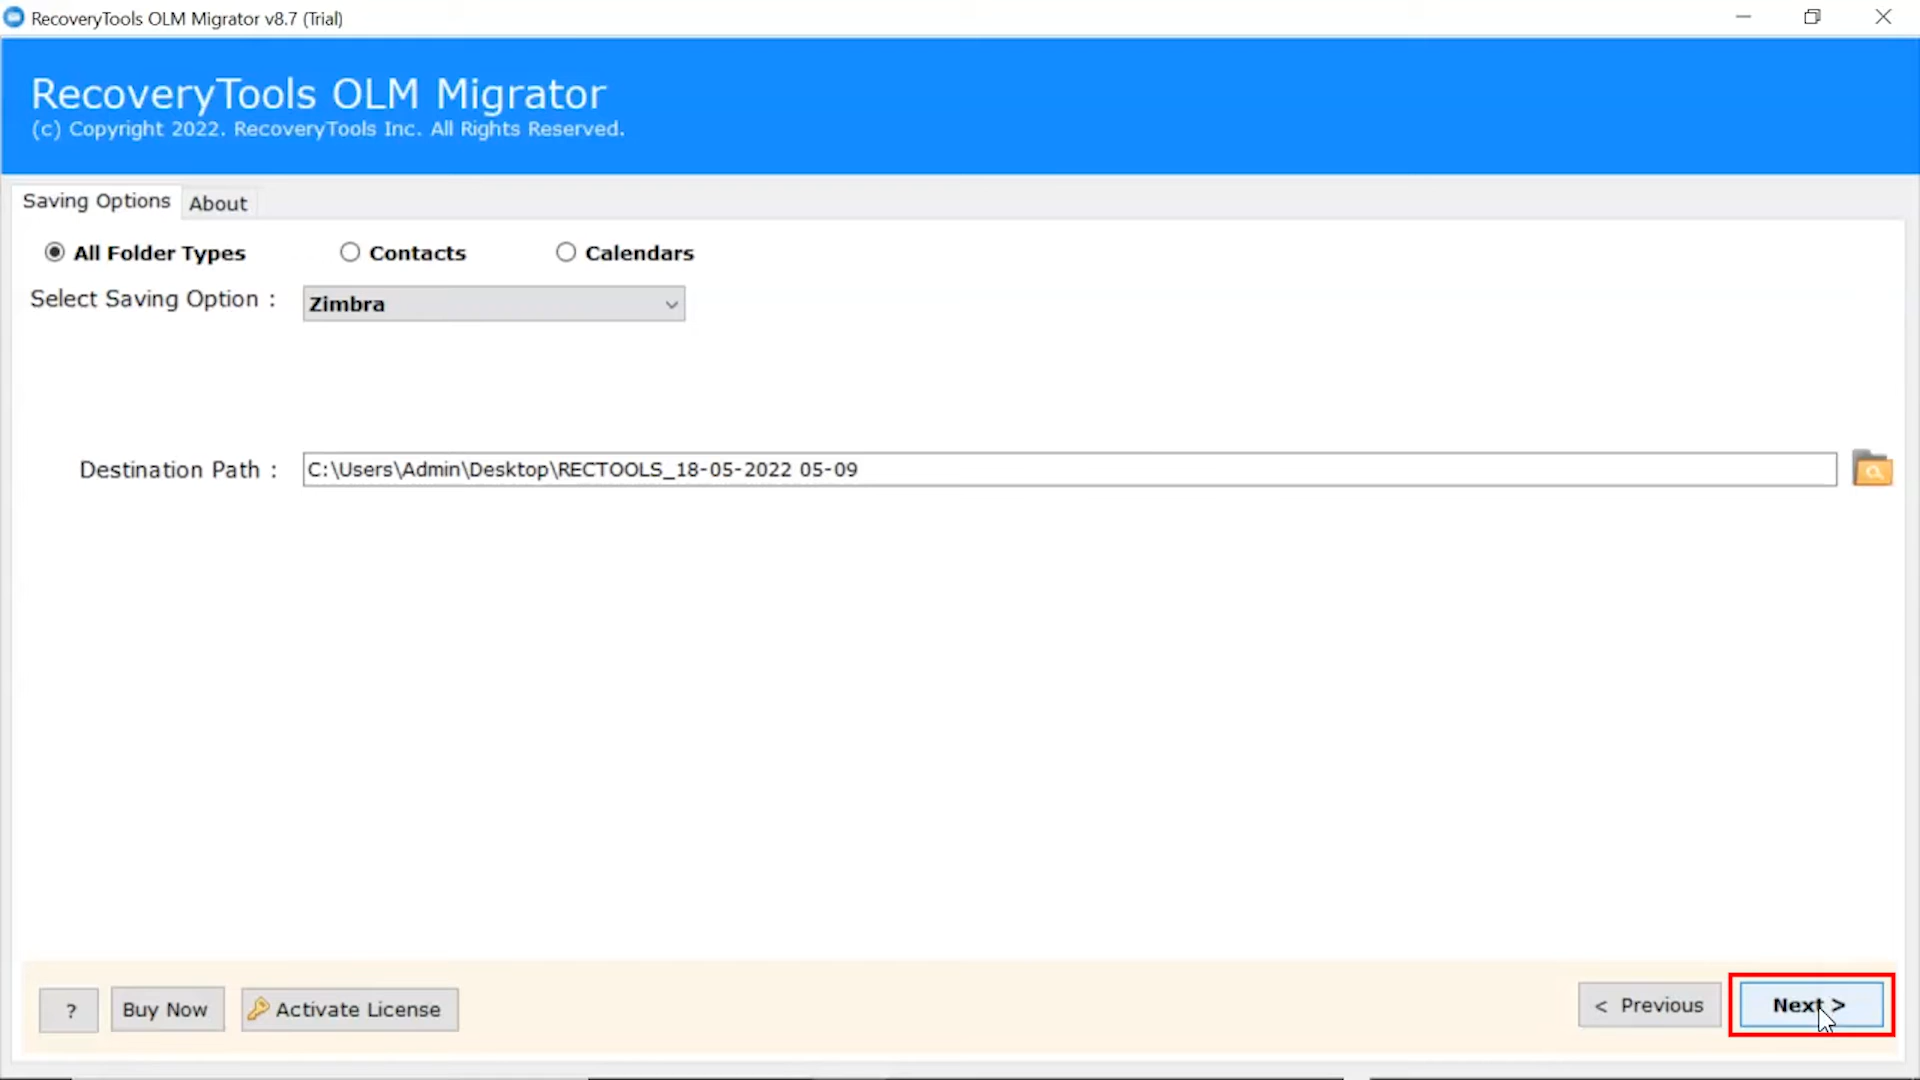 RecoveryTools OLM Migrator v8.7 (Trial)
RecoveryTools OLM Migrator
(c) Copyright 2022. RecoveryTools Inc. All Rights Reserved.
Saving Options
About
All Folder Types
Contacts
Calendars
Select Saving Option :
Zimbra
Destination Path :
C:\Users\Admin\Desktop\RECTOOLS_18-05-2022 05-09
?
Buy Now
Activate License
< Previous
Next >